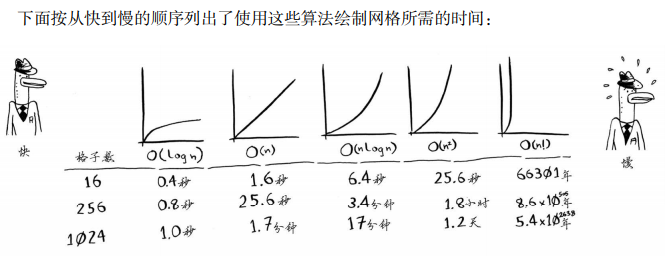 下面按从快到慢的顺序列出了使用这些算法绘制网格所需的时间：
快 慢
格子数 O(Log n) O(n) O(nLogn) O(n²) O(n!)
16 0.4秒 1.6秒 6.4秒 25.6秒 66301年
256 0.8秒 25.6秒 3.4分钟 1.8小时 8.6x10⁵⁰⁵年
1024 1.0秒 1.7分钟 17分钟 1.2天 5.4x10²⁶³⁸年